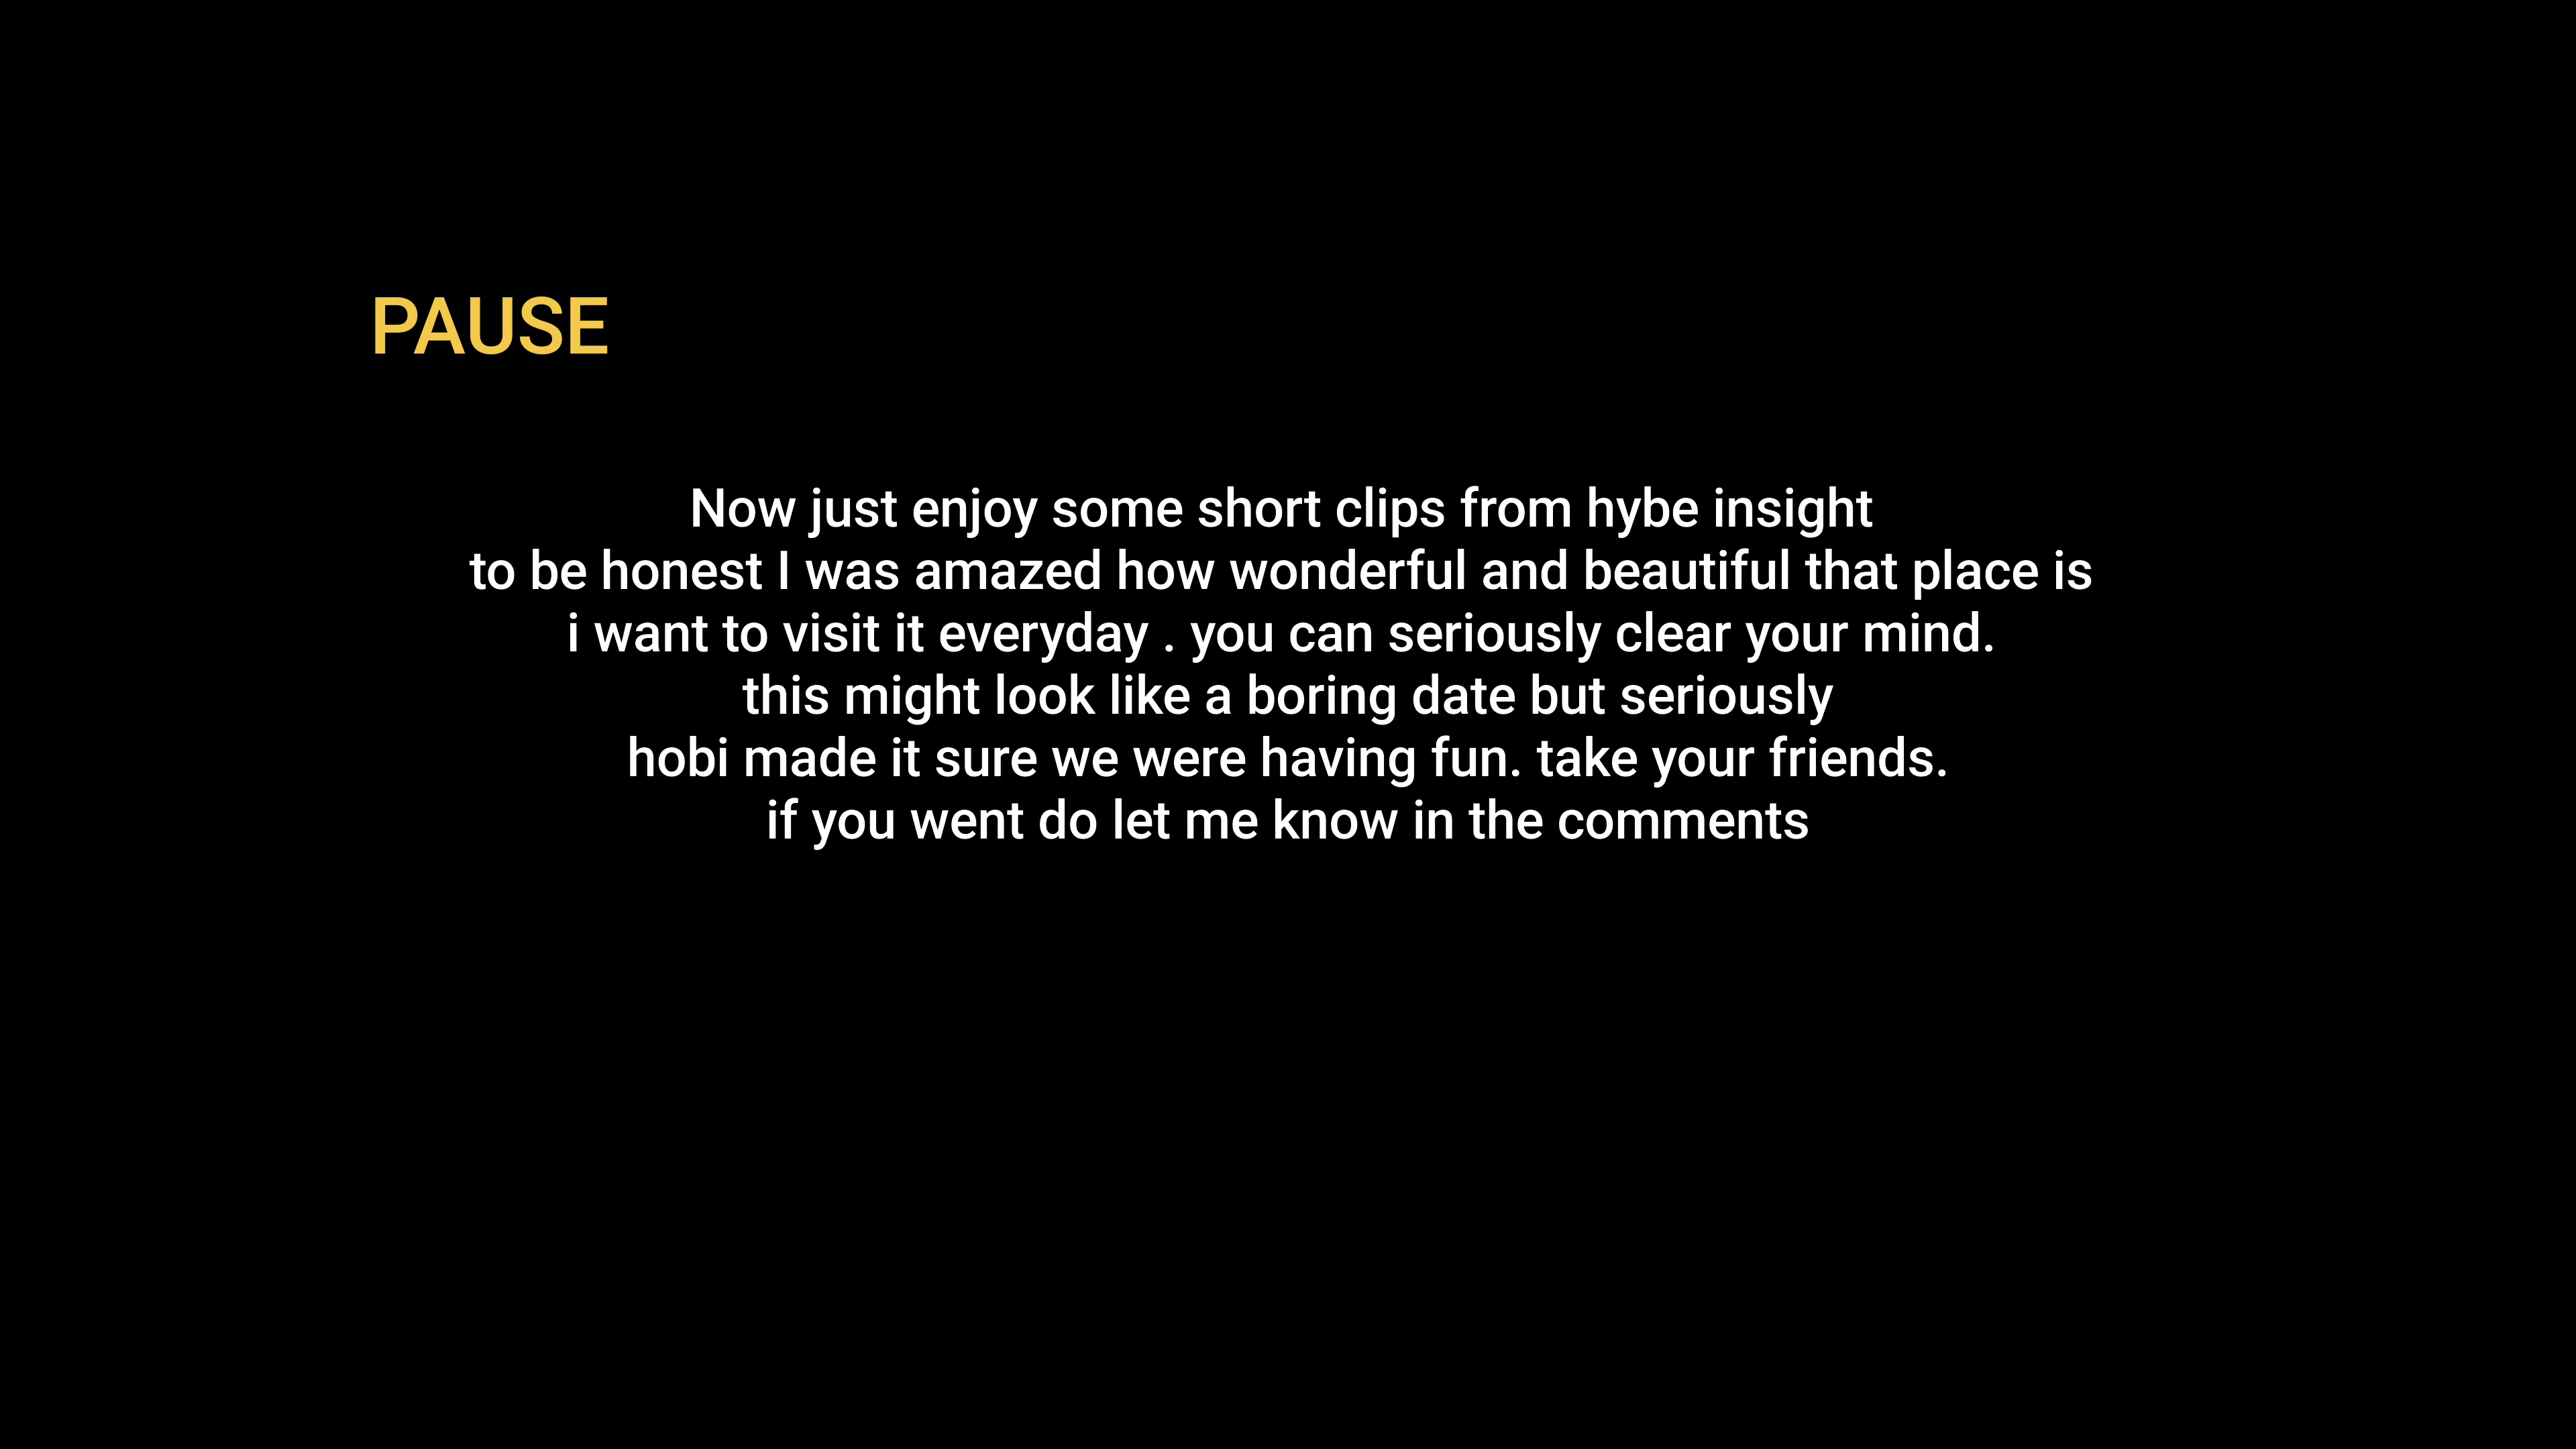 PAUSE
Now just enjoy some short clips from hybe insight
to be honest I was amazed how wonderful and beautiful that place is
i want to visit it everyday . you can seriously clear your mind.
this might look like a boring date but seriously
hobi made it sure we were having fun. take your friends.
if you went do let me know in the comments